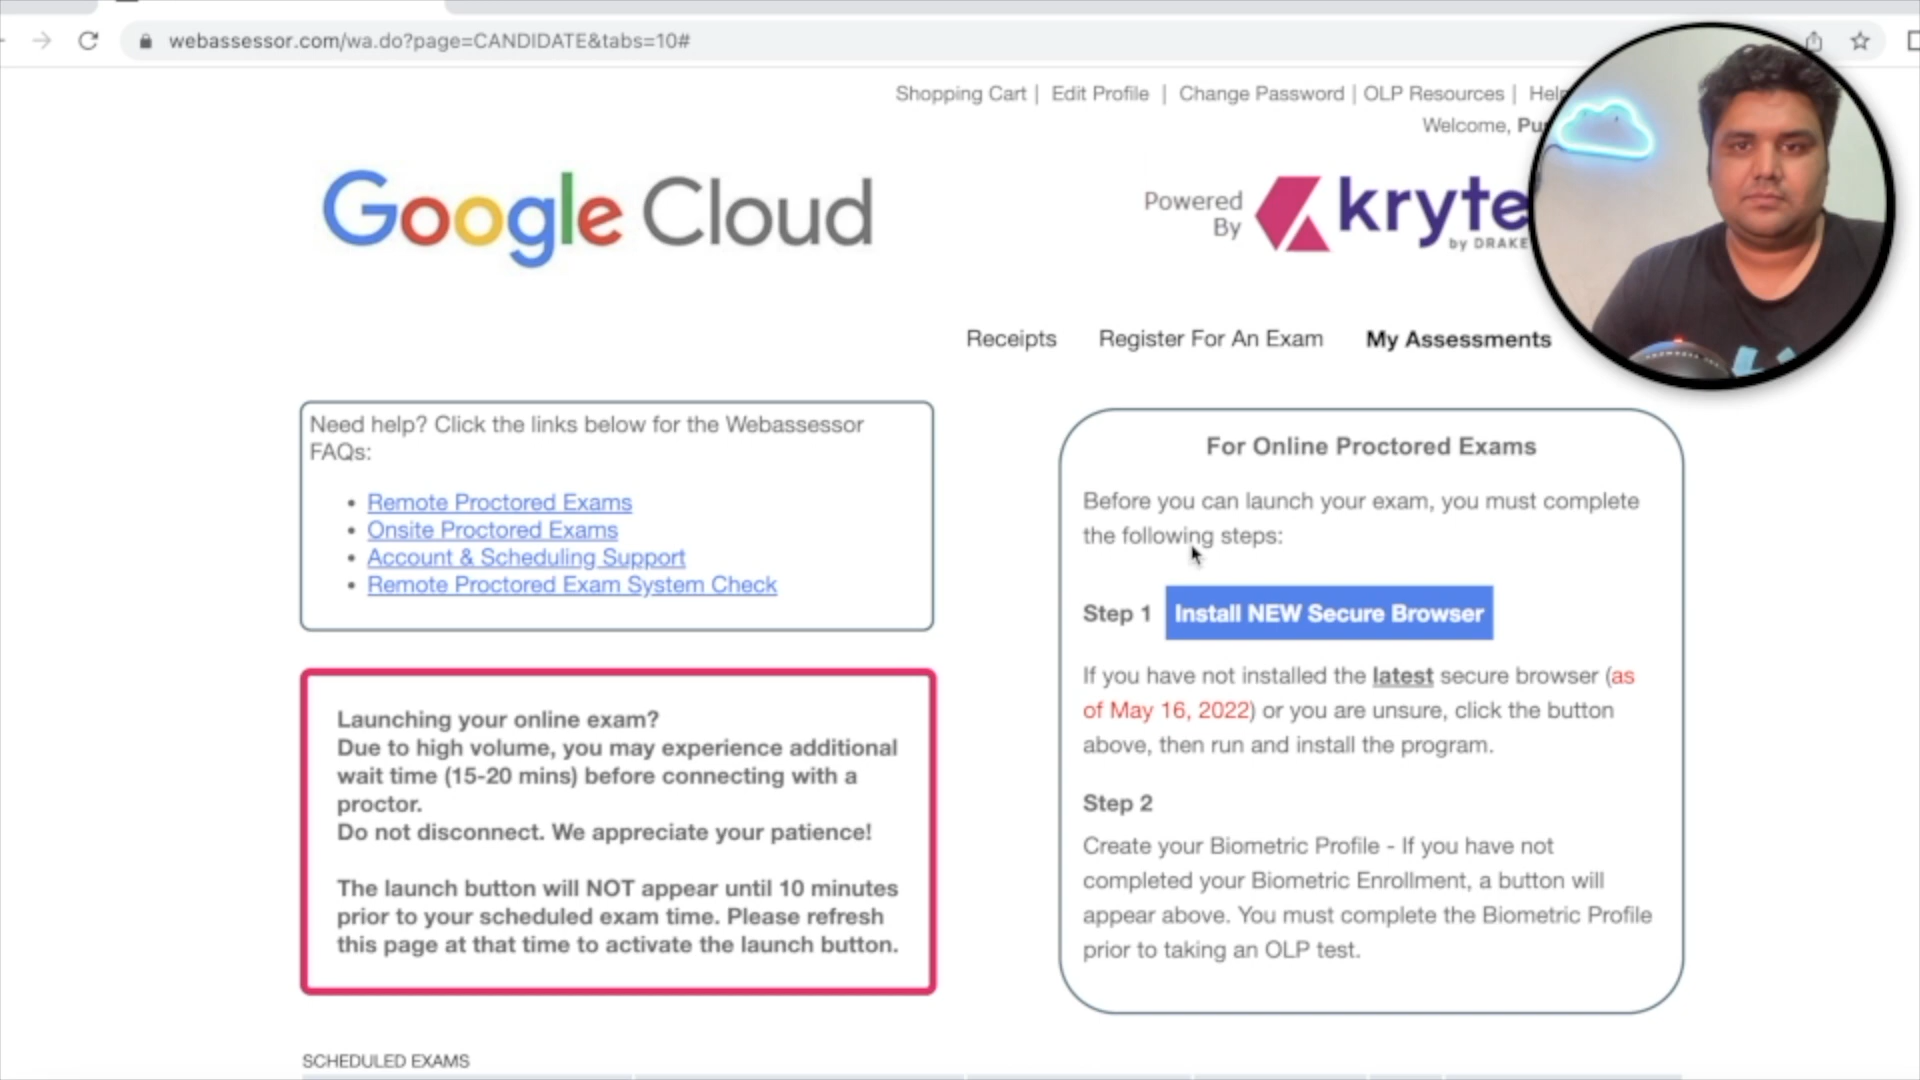 webassessor.com/wa.do?page=CANDIDATE&tabs=10#
Shopping Cart | Edit Profile | Change Password | OLP Resources | Help
Welcome,
Google Cloud
Powered
By
kryte
by DRAKE
Receipts Register For An Exam My Assessments
Need help? Click the links below for the Webassessor
FAQs:
• Remote Proctored Exams
• Onsite Proctored Exams
• Account & Scheduling Support
• Remote Proctored Exam System Check
Launching your online exam?
Due to high volume, you may experience additional
wait time (15-20 mins) before connecting with a
proctor.
Do not disconnect. We appreciate your patience!
The launch button will NOT appear until 10 minutes
prior to your scheduled exam time. Please refresh
this page at that time to activate the launch button.
For Online Proctored Exams
Before you can launch your exam, you must complete
the following steps:
Step 1 Install NEW Secure Browser
If you have not installed the latest secure browser (as
of May 16, 2022) or you are unsure, click the button
above, then run and install the program.
Step 2
Create your Biometric Profile - If you have not
completed your Biometric Enrollment, a button will
appear above. You must complete the Biometric Profile
prior to taking an OLP test.
SCHEDULED EXAMS